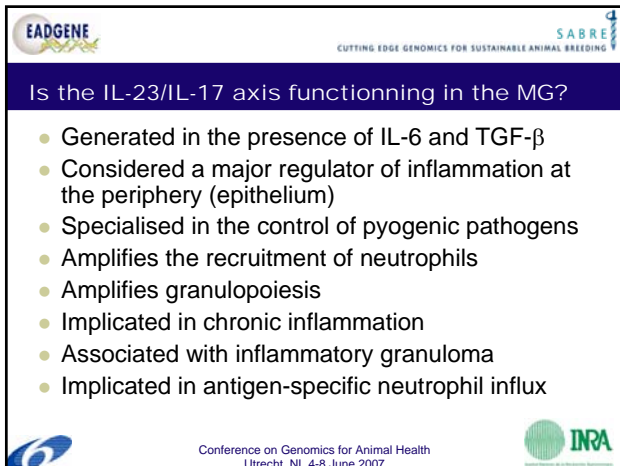 EADGENE
SABRE
CUTTING EDGE GENOMICS FOR SUSTAINABLE ANIMAL BREEDING
Is the IL-23/IL-17 axis functionning in the MG?
Generated in the presence of IL-6 and TGF-β
Considered a major regulator of inflammation at
the periphery (epithelium)
Specialised in the control of pyogenic pathogens
Amplifies the recruitment of neutrophils
Amplifies granulopoiesis
Implicated in chronic inflammation
Associated with inflammatory granuloma
Implicated in antigen-specific neutrophil influx
6
Conference on Genomics for Animal Health
Utrecht, NL 4-8 June 2007
INRA